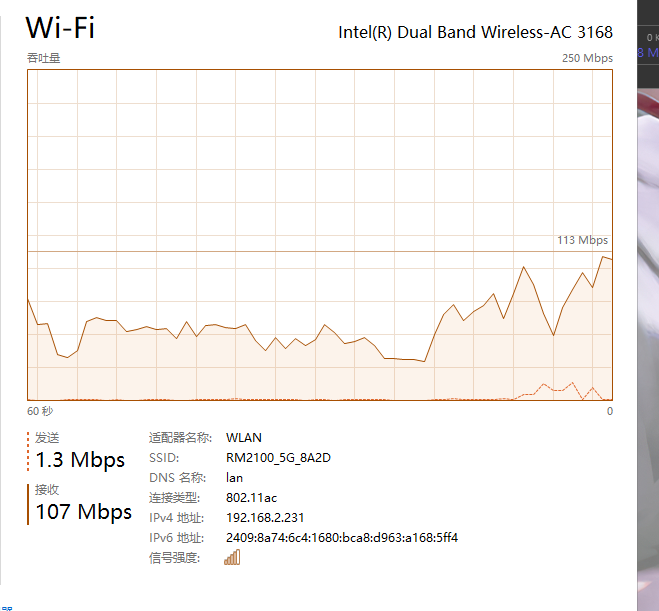 Wi-Fi
Intel(R) Dual Band Wireless-AC 3168
吞吐量
250 Mbps
113 Mbps
60 秒
0
发送
1.3 Mbps
接收
107 Mbps
适配器名称: WLAN
SSID: RM2100_5G_8A2D
DNS 名称: lan
连接类型: 802.11ac
IPv4 地址: 192.168.2.231
IPv6 地址: 2409:8a74:6c4:1680:bca8:d963:a168:5ff4
信号强度:
0 K
8 M